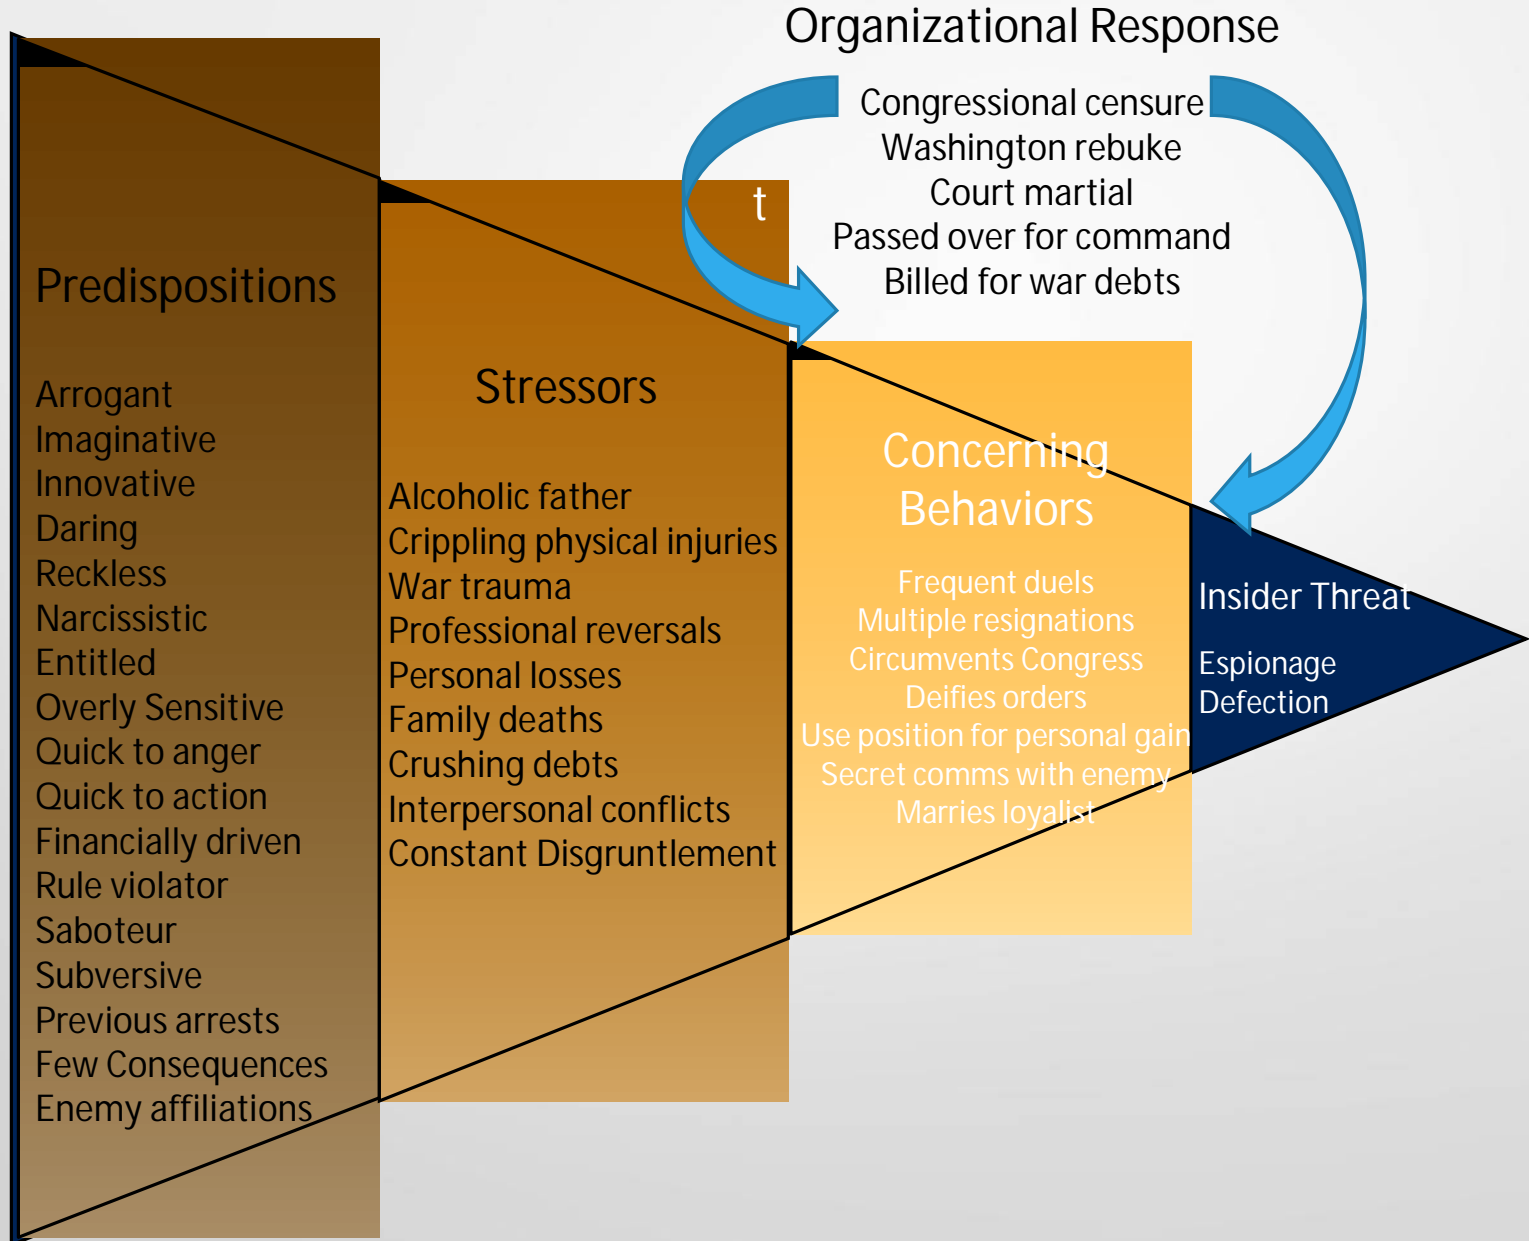 Organizational Response
Congressional censure
Washington rebuke
Court martial
Passed over for command
Billed for war debts
t
Predispositions
Arrogant
Imaginative
Innovative
Daring
Reckless
Narcissistic
Entitled
Overly Sensitive
Quick to anger
Quick to action
Financially driven
Rule violator
Saboteur
Subversive
Previous arrests
Few Consequences
Enemy affiliations
Stressors
Alcoholic father
Crippling physical injuries
War trauma
Professional reversals
Personal losses
Family deaths
Crushing debts
Interpersonal conflicts
Constant Disgruntlement
Concerning
Behaviors
Frequent duels
Multiple resignations
Circumvents Congress
Deifies orders
Use position for personal gain
Secret comms with enemy
Marries loyalist
Insider Threat
Espionage
Defection